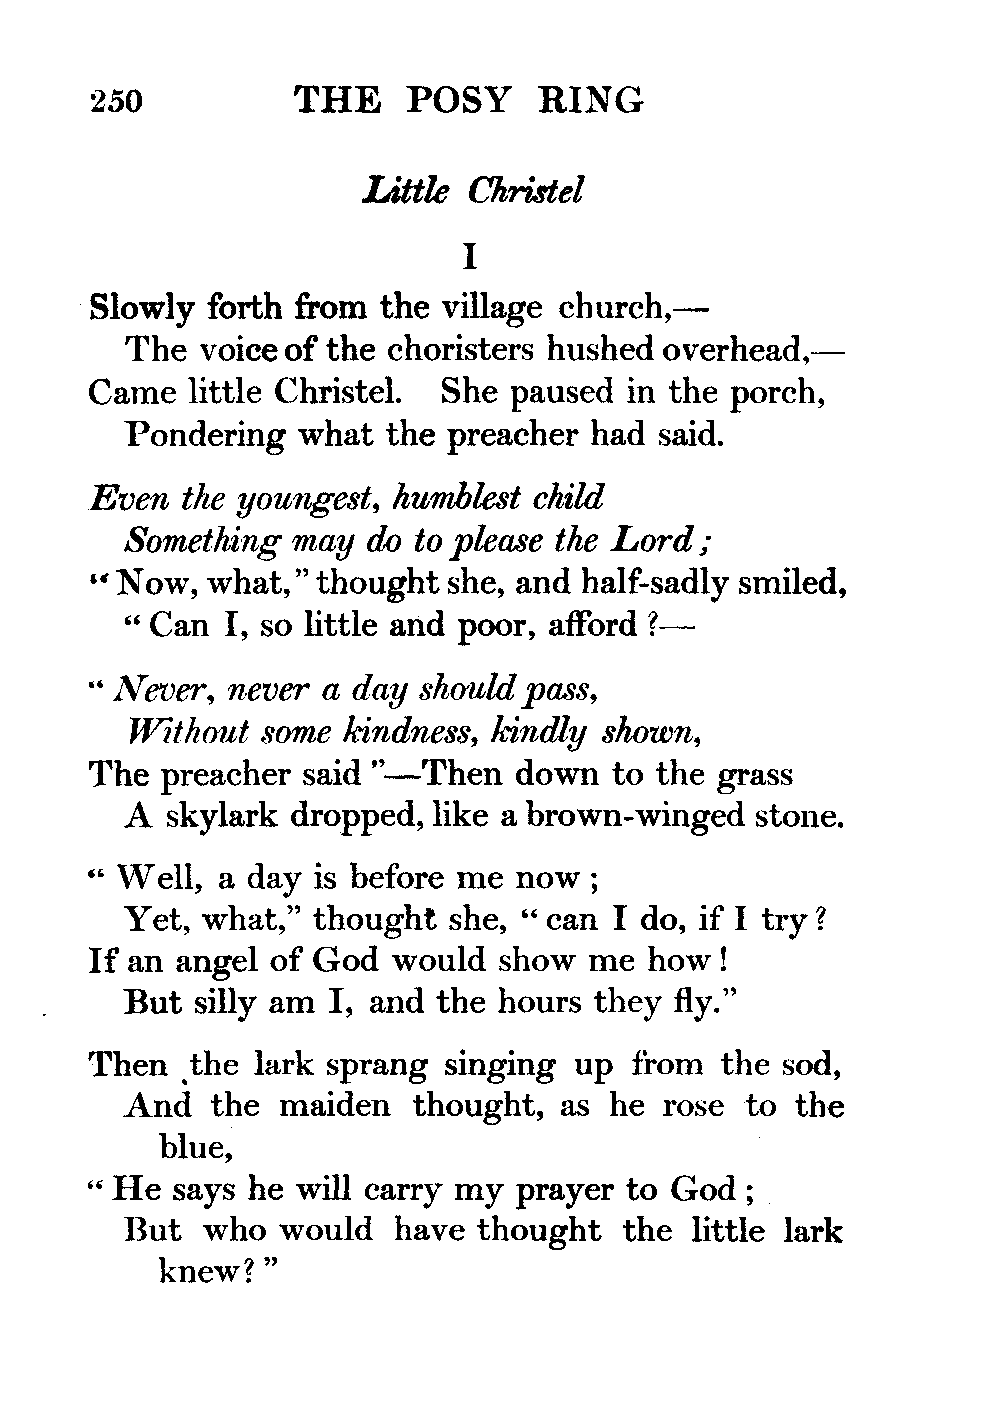 250 THE POSY RING
Little Christel
I
Slowly forth from the village church,—
The voice of the choristers hushed overhead,—
Came little Christel. She paused in the porch,
Pondering what the preacher had said.
Even the youngest, humblest child
Something may do to please the Lord;
“Now, what,” thought she, and half-sadly smiled,
“Can I, so little and poor, afford?—
“Never, never a day should pass,
Without some kindness, kindly shown,
The preacher said”—Then down to the grass
A skylark dropped, like a brown-winged stone.
“Well, a day is before me now;
Yet, what,” thought she, “can I do, if I try?
If an angel of God would show me how!
But silly am I, and the hours they fly.”
Then the lark sprang singing up from the sod,
And the maiden thought, as he rose to the
blue,
“He says he will carry my prayer to God;
But who would have thought the little lark
knew?”